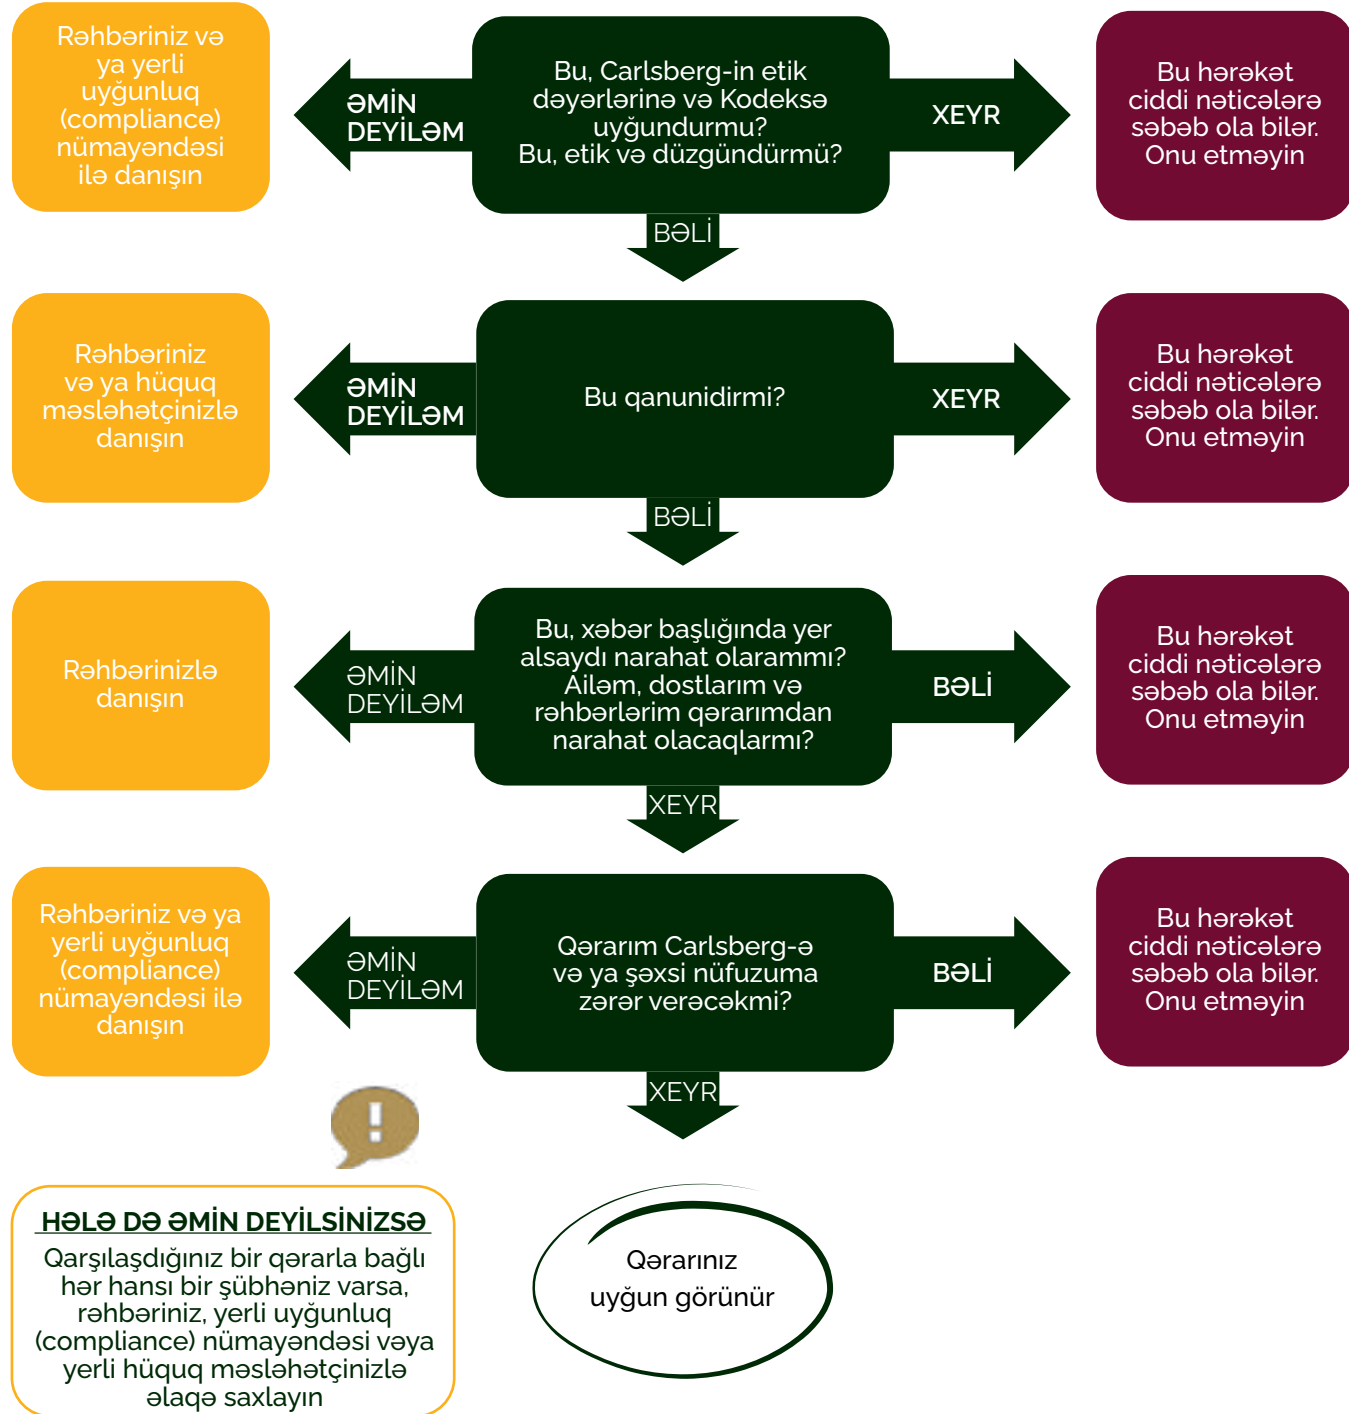 Rəhbəriniz və
ya yerli
uyğunluq
(compliance)
nümayəndəsi
ilə danışın
ƏMİN
DEYİLƏM
Bu, Carlsberg-in etik
dəyərlərinə və Kodeksə
uyğundurmu?
Bu, etik və düzgündürmü?
XEYR
Bu hərəkət
ciddi nəticələrə
səbəb ola bilər.
Onu etməyin
BƏLİ
Rəhbəriniz
və ya hüquq
məsləhətçinizlə
danışın
ƏMİN
DEYİLƏM
Bu qanunidirmi?
XEYR
Bu hərəkət
ciddi nəticələrə
səbəb ola bilər.
Onu etməyin
BƏLİ
Rəhbərinizlə
danışın
ƏMİN
DEYİLƏM
Bu, xəbər başlığında yer
alsaydı narahat olarammı?
Ailəm, dostlarım və
rəhbərlərim qərarımdan
narahat olacaqlarmı?
BƏLİ
Bu hərəkət
ciddi nəticələrə
səbəb ola bilər.
Onu etməyin
XEYR
Rəhbəriniz və ya
yerli uyğunluq
(compliance)
nümayəndəsi ilə
danışın
ƏMİN
DEYİLƏM
Qərarım Carlsberg-ə
və ya şəxsi nüfuzuma
zərər verəcəkmi?
BƏLİ
Bu hərəkət
ciddi nəticələrə
səbəb ola bilər.
Onu etməyin
XEYR
!
HƏLƏ DƏ ƏMİN DEYİLSİNİZSƏ
Qarşılaşdığınız bir qərarla bağlı
hər hansı bir şübhəniz varsa,
rəhbəriniz, yerli uyğunluq
(compliance) nümayəndəsi vəya
yerli hüquq məsləhətçinizlə
əlaqə saxlayın
Qərarınız
uyğun görünür